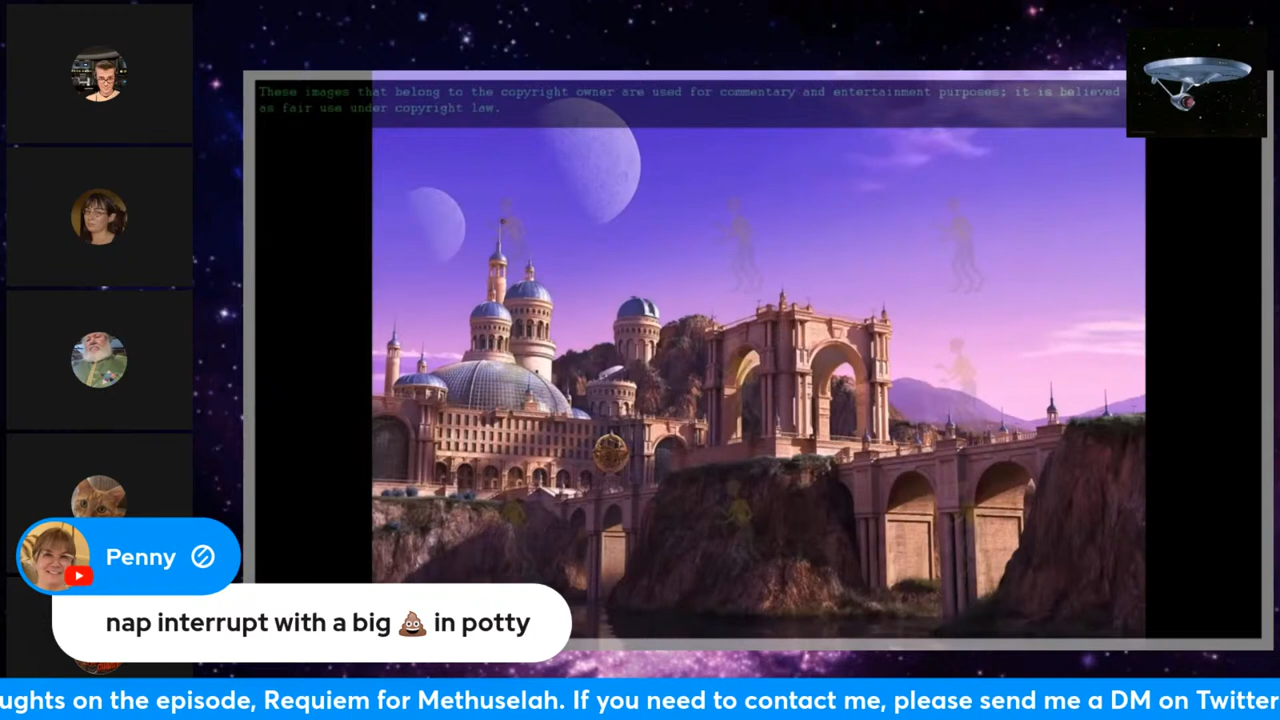 These images that belong to the copyright owner are used for commentary and entertainment purposes; it is believed
as fair use under copyright law.
Penny
nap interrupt with a big 💩 in potty
ughts on the episode, Requiem for Methuselah. If you need to contact me, please send me a DM on Twitter